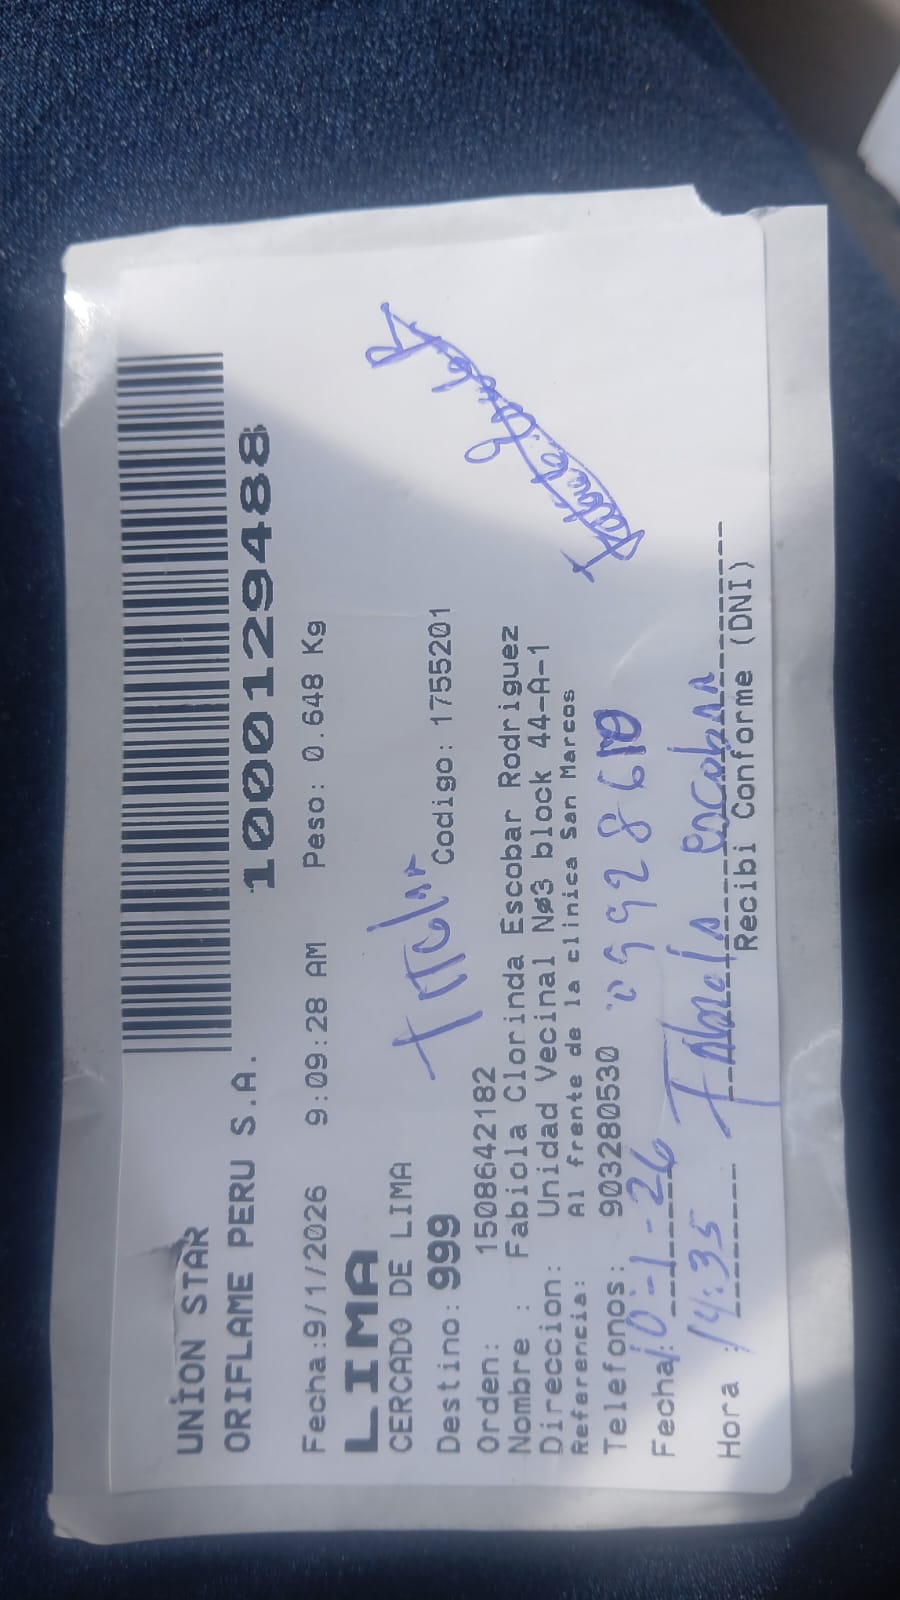 UNION STAR
ORIFLAME PERU S.A. 10001294888
Fecha:9/1/2026 9:09:28 AM Peso: 0.648 Kg
LIMA
CERCADO DE LIMA
titular
Destino: 999 Codigo: 1755201
Orden: 1508642182
Nombre : Fabiola Clorinda Escobar Rodriguez
Direccion: Unidad Vecinal Nø3 block 44-A-1
Referencia: Al frente de la clinica San Marcos
Telefonos: 903280530
Fecha: 10-1-26
Hora : 14:35 Fabiola escobar
Recibi Conforme (DNI)